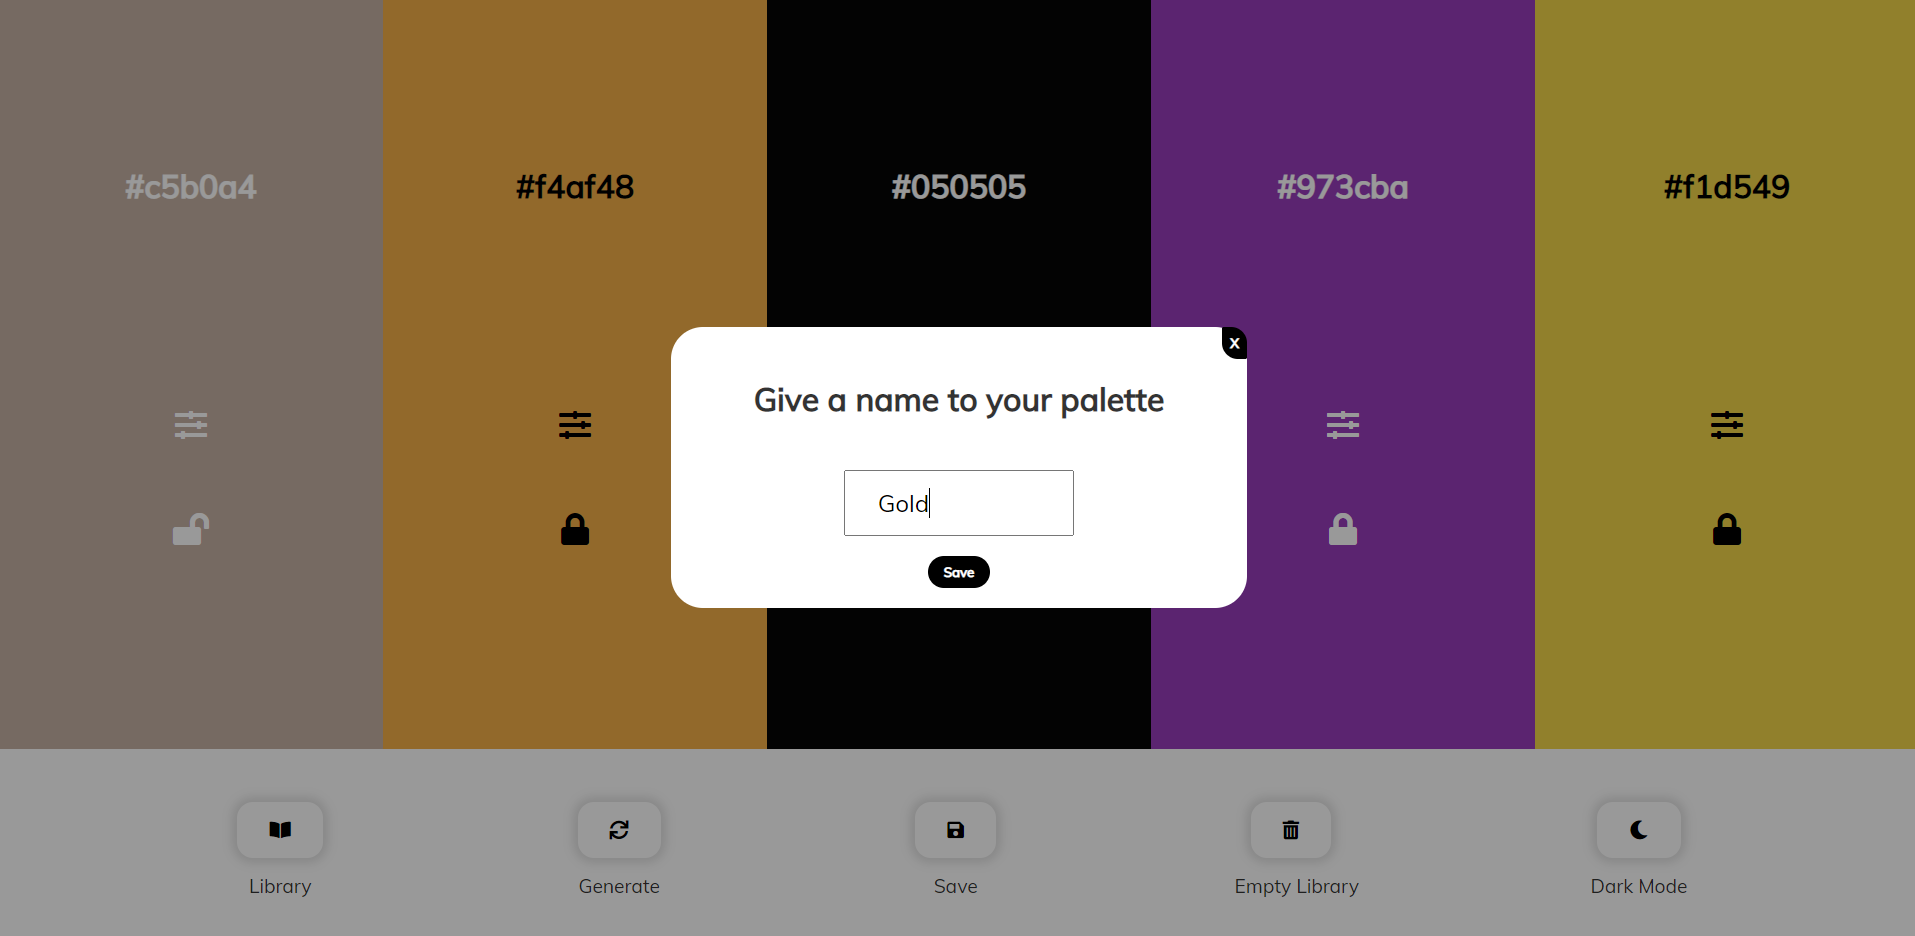 #c5b0a4
#f4af48
#050505
#973cba
#f1d549
X
Give a name to your palette
Gold
Save
Library
Generate
Save
Empty Library
Dark Mode